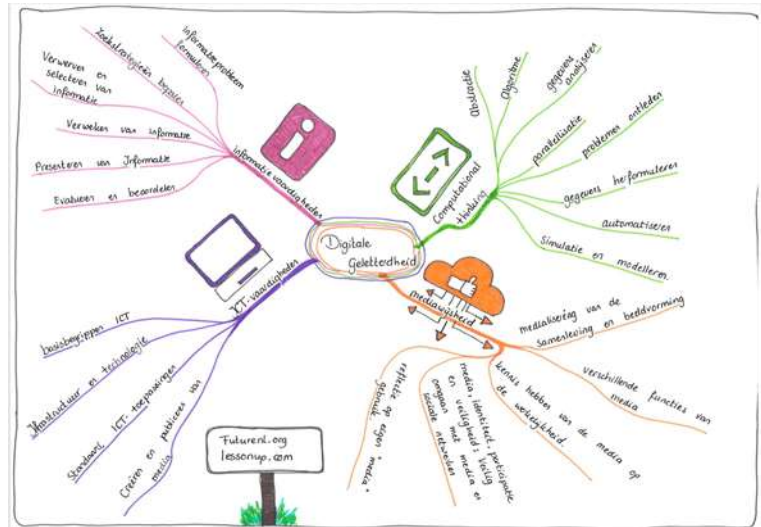 Digitale
Geletterdheid
informatievaardigheden
informatieprobleem
formuleren
Zoekstrategieën bepalen
Verwerven en
selecteren van
informatie
Verwerken van informatie
Presenteren van Informatie
Evalueren en beoordelen
Computational
thinking
abstractie
Algoritme
gegevens
analyseren
parallellisatie
problemen ontleden
gegevens herformuleren
automatiseren
Simulatie en modelleren.
mediawijsheid
medialisering van de
samenleving en beeldvorming
verschillende functies van
media
kennis hebben van de media op
de werkelijkheid.
media, identiteit, participatie
en veiligheid: Veilig
omgaan met media en
sociale netwerken
reflectie op eigen "media"
gebruik.
ICT-vaardigheden
basisbegrippen ICT
Infrastructuur en technologie
Standaard ICT-toepassingen
Creëren en publiceren van
media
Futurenl.org
lessonup.com